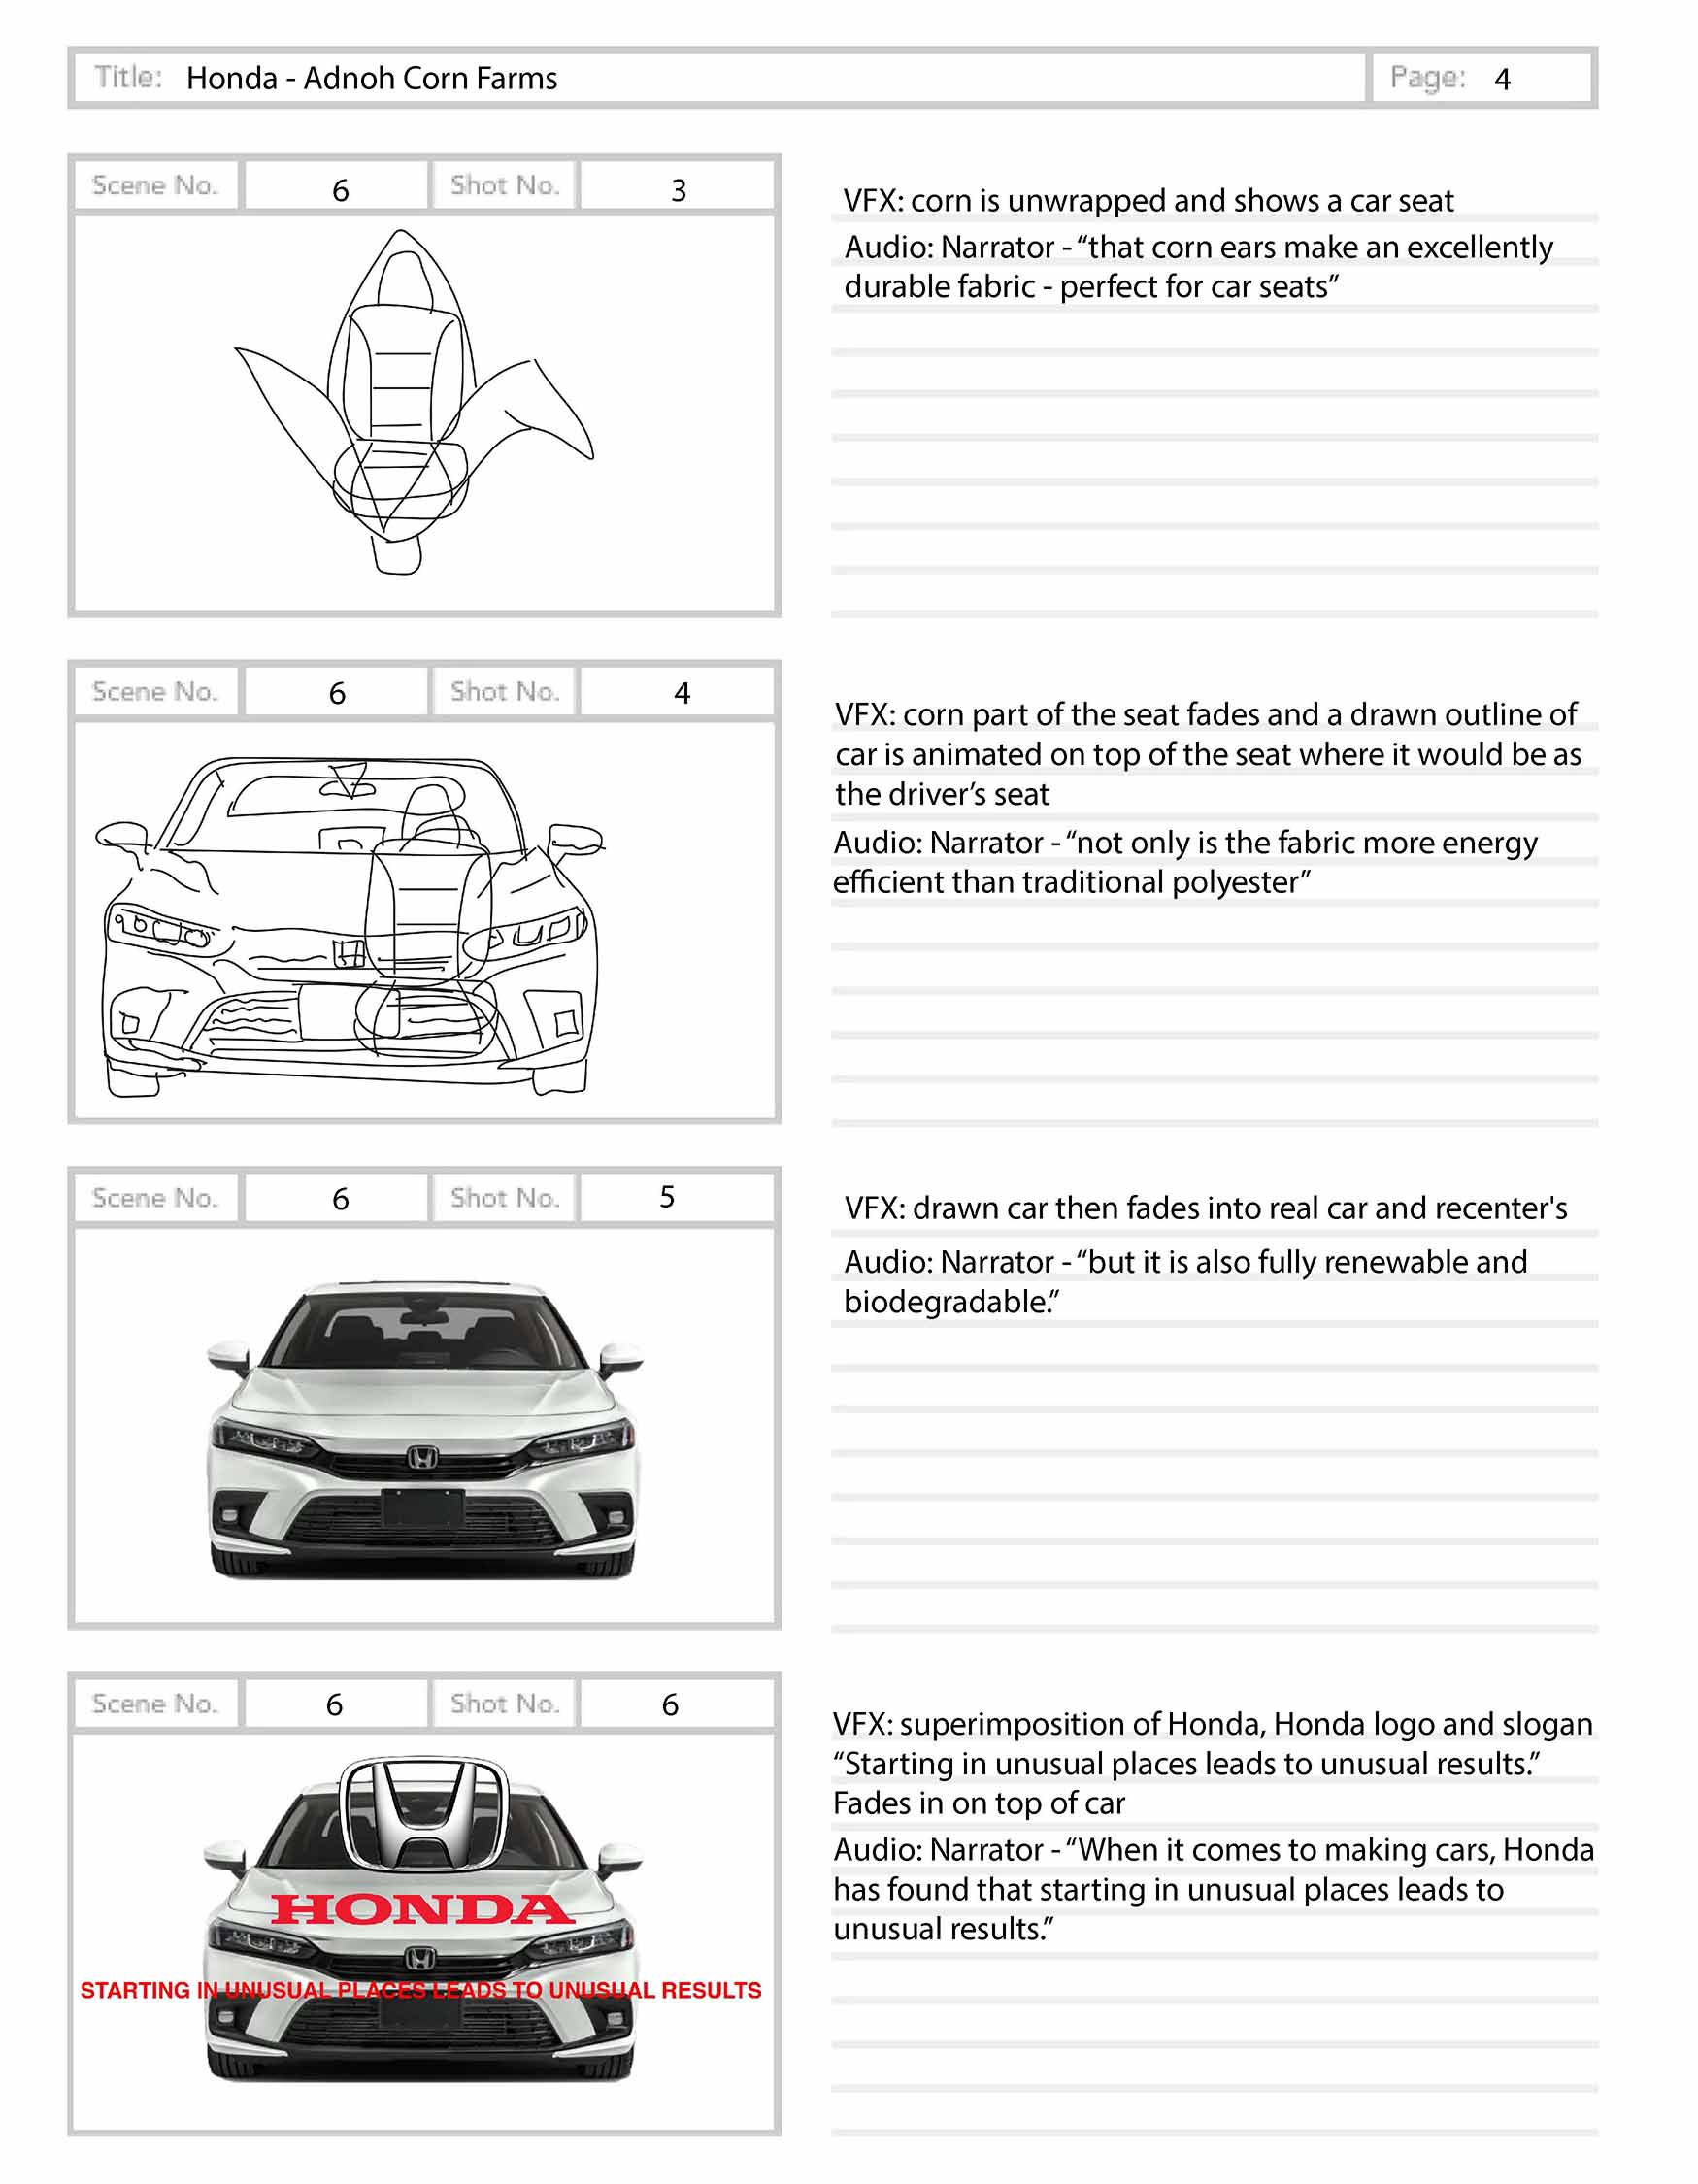 Title: Honda - Adnoh Corn Farms Page: 4
Scene No. 6 Shot No. 3
VFX: corn is unwrapped and shows a car seat
Audio: Narrator - “that corn ears make an excellently
durable fabric - perfect for car seats”
Scene No. 6 Shot No. 4
VFX: corn part of the seat fades and a drawn outline of
car is animated on top of the seat where it would be as
the driver’s seat
Audio: Narrator - “not only is the fabric more energy
efficient than traditional polyester”
Scene No. 6 Shot No. 5
VFX: drawn car then fades into real car and recenter's
Audio: Narrator - “but it is also fully renewable and
biodegradable.”
Scene No. 6 Shot No. 6
HONDA
STARTING IN UNUSUAL PLACES LEADS TO UNUSUAL RESULTS
VFX: superimposition of Honda, Honda logo and slogan
“Starting in unusual places leads to unusual results.”
Fades in on top of car
Audio: Narrator - “When it comes to making cars, Honda
has found that starting in unusual places leads to
unusual results.”